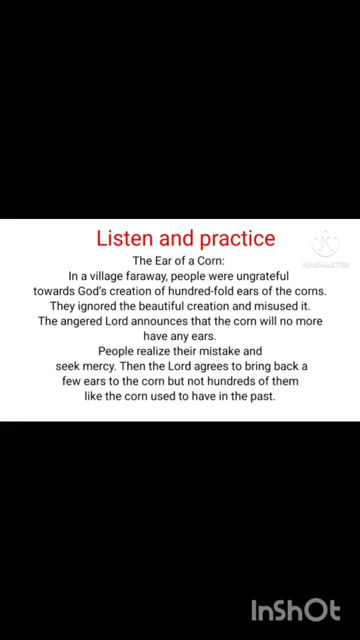 Listen and practice
The Ear of a Corn:
In a village faraway, people were ungrateful
towards God's creation of hundred-fold ears of the corns.
They ignored the beautiful creation and misused it.
The angered Lord announces that the corn will no more
have any ears.
People realize their mistake and
seek mercy. Then the Lord agrees to bring back a
few ears to the corn but not hundreds of them
like the corn used to have in the past.
KINEMASTER
InShOt